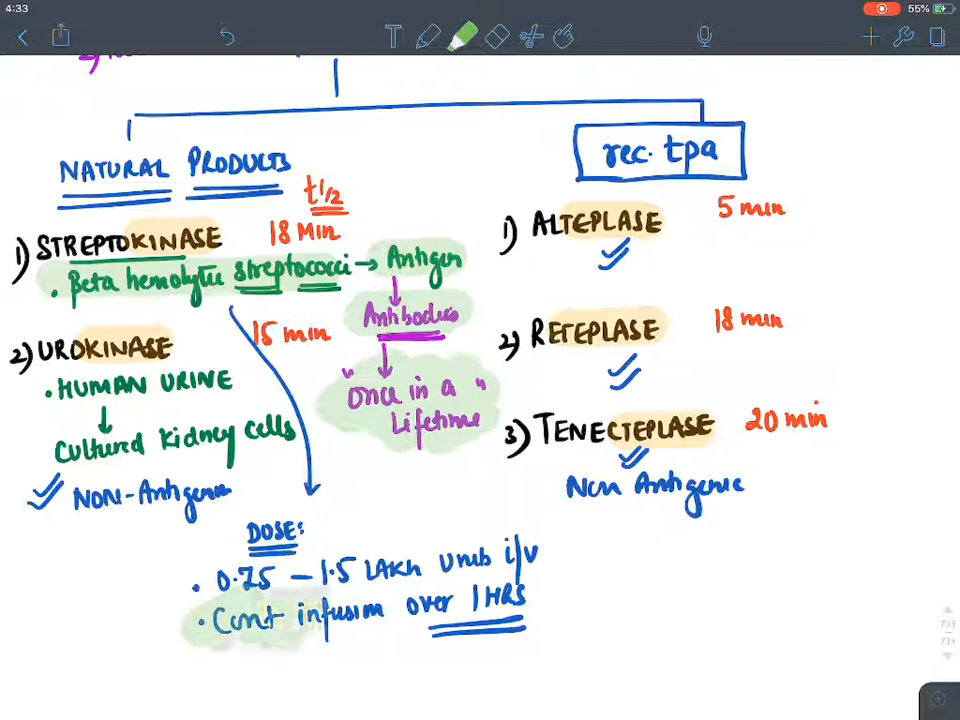 4:33
55%
T
NATURAL PRODUCTS
t1/2
1) STREPTOKINASE 18 Min
• Beta hemolytic streptococci → Antigen
Antibodies
"Once in a"
Lifetime
2) UROKINASE 15 min
• HUMAN URINE
Cultured Kidney Cells
NON-Antigenic
DOSE:
• 0.75 – 1.5 LAKH Units i/v
• Cont infusion over 1 HRS
rec. tpa
1) ALTEPLASE 5 min
2) RETEPLASE 18 min
3) TENECTEPLASE 20 min
Non Antigenic
733
734